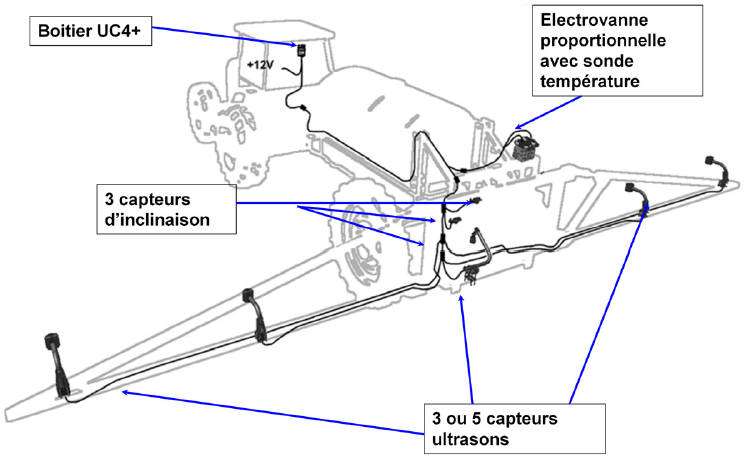 Boitier UC4+
+12V
Electrovanne
proportionnelle
avec sonde
température
3 capteurs
d'inclinaison
3 ou 5 capteurs
ultrasons